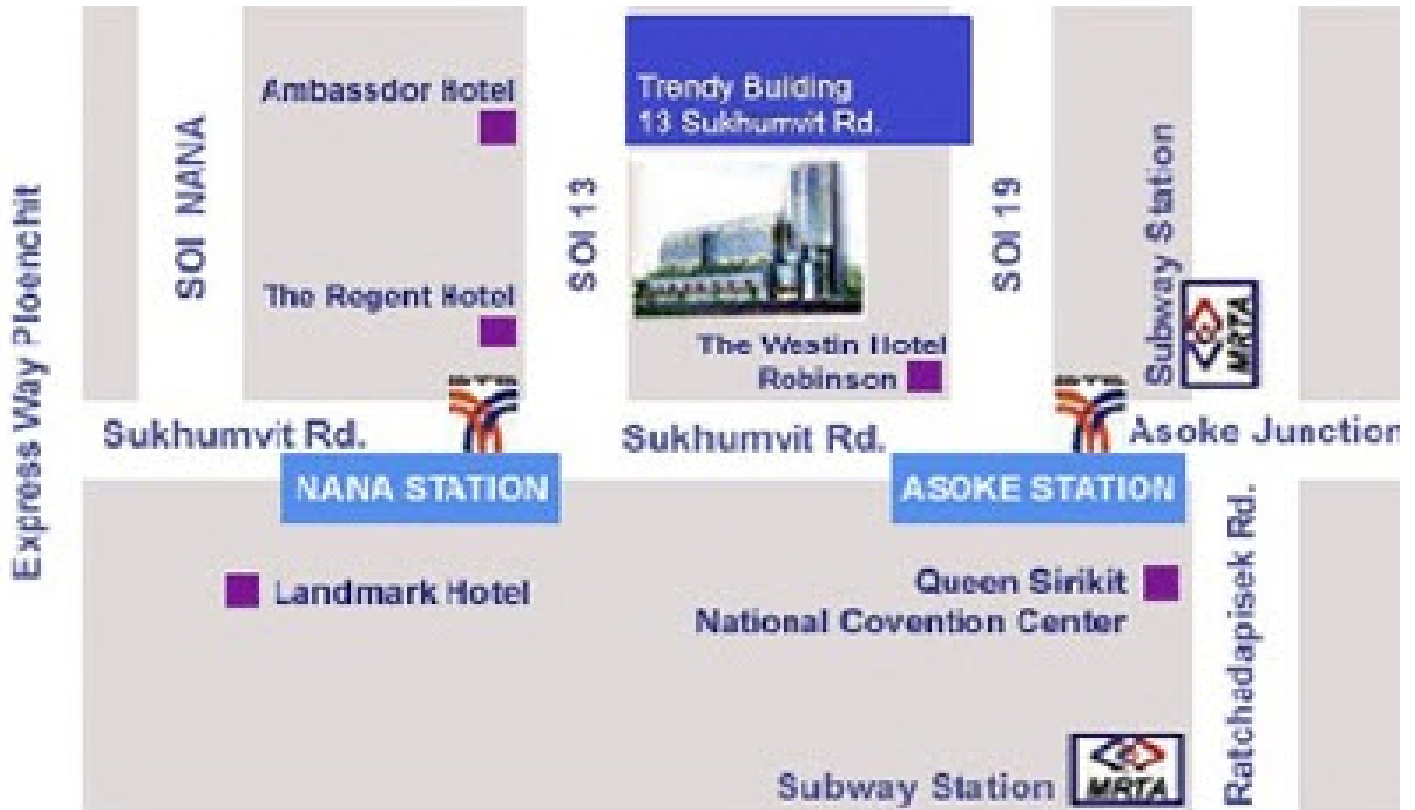 Ambassdor Hotel
Trendy Building
13 Sukhumvit Rd.
Express Way Ploenchit
SOI NANA
SOI 13
SOI 19
Subway Station
MRTA
The Regent Hotel
The Westin Hotel
Robinson
BTS
BTS
Sukhumvit Rd.
Sukhumvit Rd.
Asoke Junction
NANA STATION
ASOKE STATION
Landmark Hotel
Queen Sirikit
National Covention Center
Ratchadapisek Rd.
Subway Station
MRTA